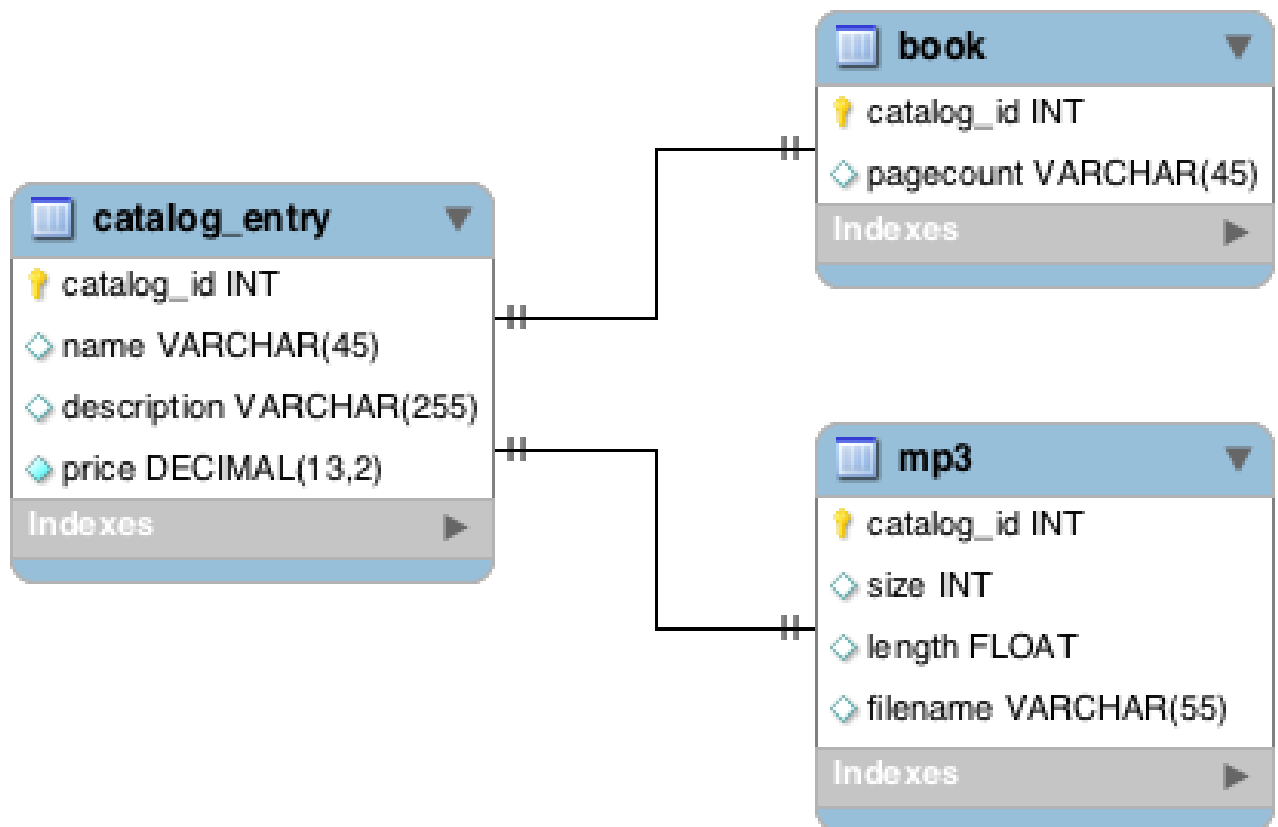 catalog_entry
catalog_id INT
name VARCHAR(45)
description VARCHAR(255)
price DECIMAL(13,2)
Indexes
book
catalog_id INT
pagecount VARCHAR(45)
Indexes
mp3
catalog_id INT
size INT
length FLOAT
filename VARCHAR(55)
Indexes